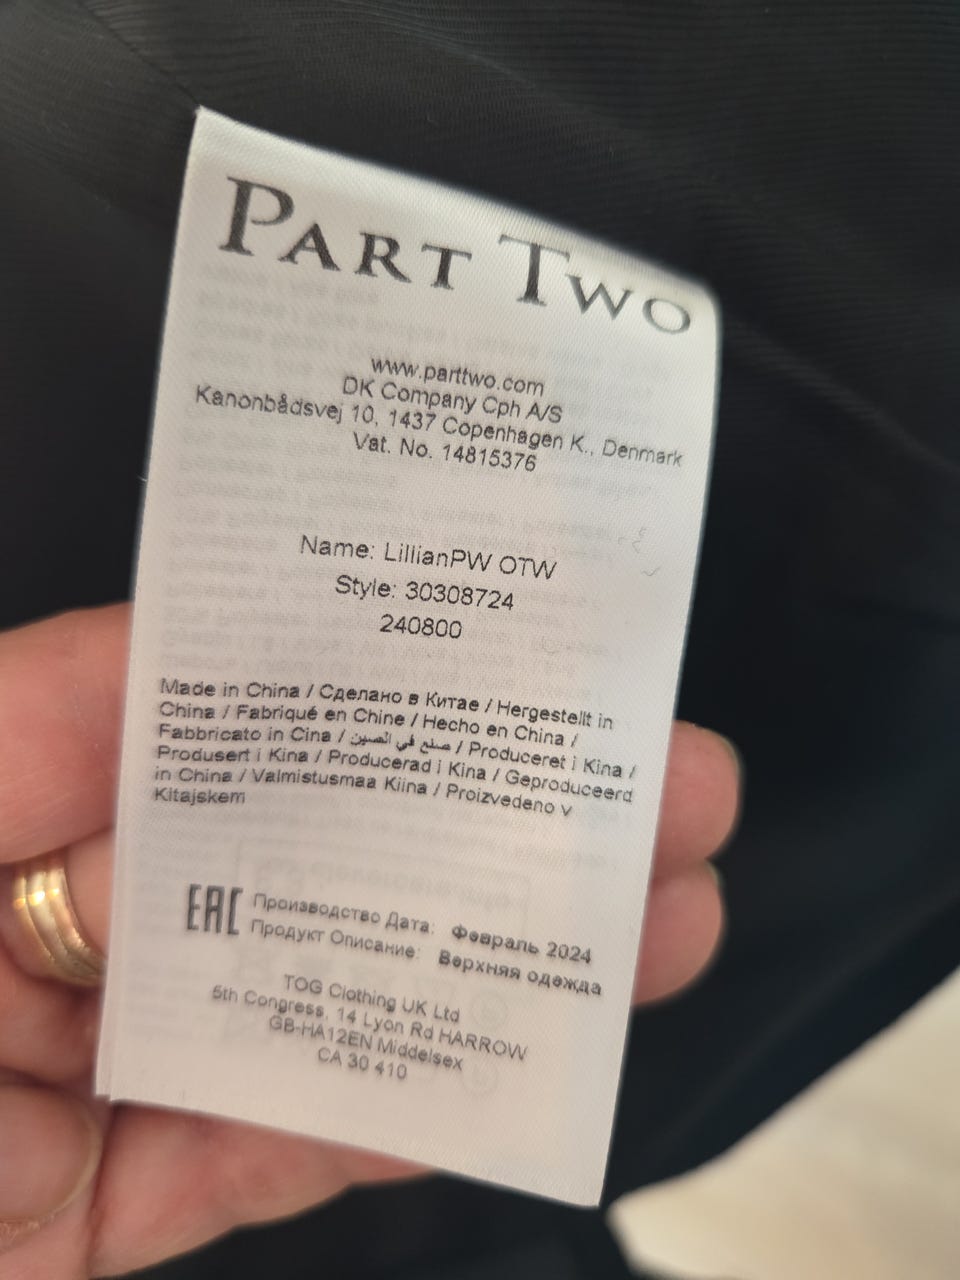 PART TWO
www.parttwo.com
DK Company Cph A/S
Kanonbådsvej 10, 1437 Copenhagen K., Denmark
Vat. No. 14815376
Name: LillianPW OTW
Style: 30308724
240800
Made in China / Сделано в Китае / Hergestellt in
China / Fabriqué en Chine / Hecho en China /
Fabbricato in Cina / صنع في الصين / Produceret i Kina /
Produsert i Kina / Producerad i Kina / Geproduceerd
in China / Valmistusmaa Kiina / Proizvedeno v
Kitajskem
EAC Производство Дата: Февраль 2024
Продукт Описание: Верхняя одежда
TOG Clothing UK Ltd
5th Congress, 14 Lyon Rd HARROW
GB-HA12EN Middelsex
CA 30 410